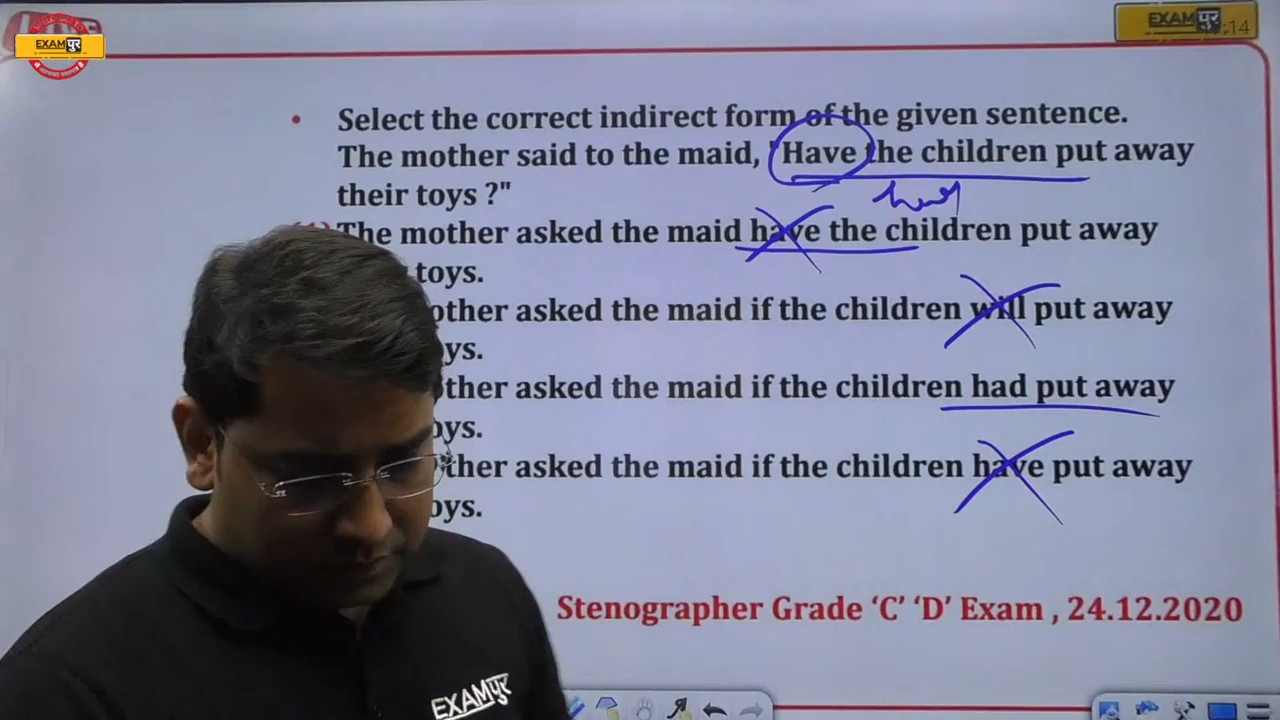 EXAMपुर
EXAMपुर
:14
• Select the correct indirect form of the given sentence.
The mother said to the maid, "Have the children put away
their toys ?"
The mother asked the maid have the children put away
toys.
other asked the maid if the children will put away
ys.
ther asked the maid if the children had put away
oys.
ther asked the maid if the children have put away
oys.
Stenographer Grade ‘C’ ‘D’ Exam , 24.12.2020
EXAMपुर